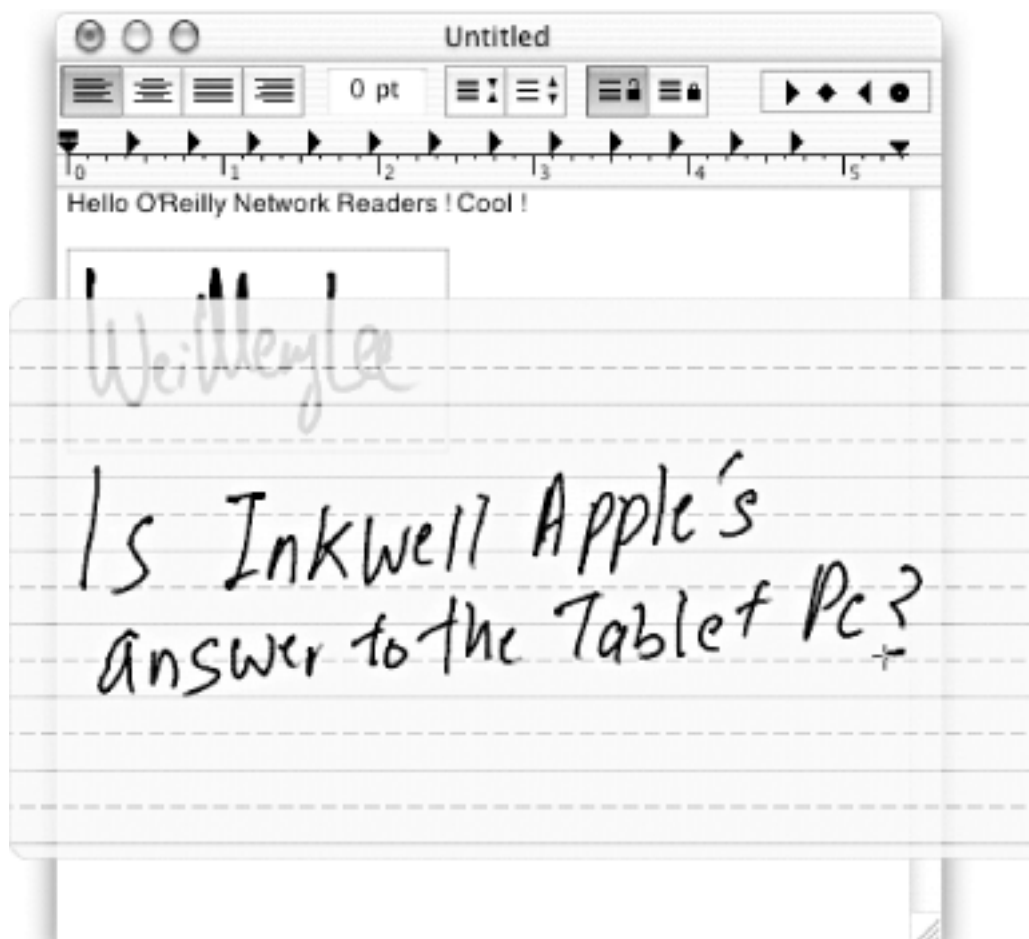 Untitled
0 pt
0 1 2 3 4 5
Hello O'Reilly Network Readers ! Cool !
WeiMengLee
Is Inkwell Apple's
answer to the Tablet Pc?